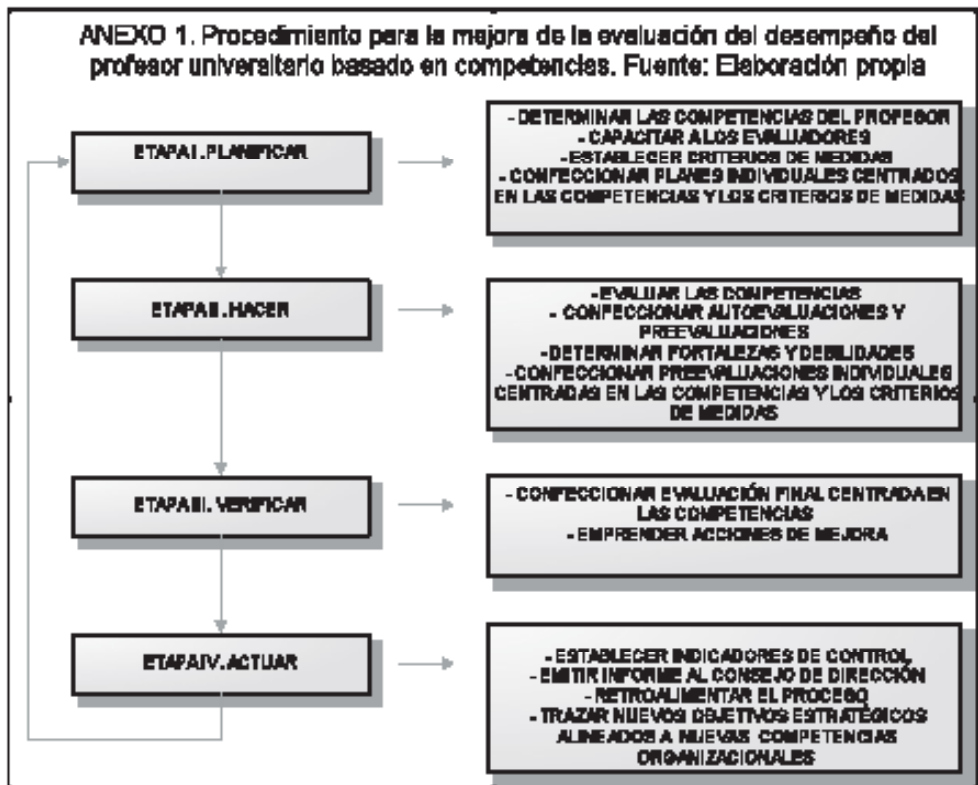 ANEXO 1. Procedimiento para la mejora de la evaluación del desempeño del
profesor universitario basado en competencias. Fuente: Elaboración propia
ETAPA I. PLANIFICAR
- DETERMINAR LAS COMPETENCIAS DEL PROFESOR
- CAPACITAR A LOS EVALUADORES
- ESTABLECER CRITERIOS DE MEDIDAS
- CONFECCIONAR PLANES INDIVIDUALES CENTRADOS
EN LAS COMPETENCIAS Y LOS CRITERIOS DE MEDIDAS
ETAPA II. HACER
- EVALUAR LAS COMPETENCIAS
- CONFECCIONAR AUTOEVALUACIONES Y
PREEVALUACIONES
- DETERMINAR FORTALEZAS Y DEBILIDADES
- CONFECCIONAR PREEVALUACIONES INDIVIDUALES
CENTRADAS EN LAS COMPETENCIAS Y LOS CRITERIOS
DE MEDIDAS
ETAPA III. VERIFICAR
- CONFECCIONAR EVALUACIÓN FINAL CENTRADA EN
LAS COMPETENCIAS
- EMPRENDER ACCIONES DE MEJORA
ETAPA IV. ACTUAR
- ESTABLECER INDICADORES DE CONTROL
- EMITIR INFORME AL CONSEJO DE DIRECCIÓN
- RETROALIMENTAR EL PROCESO
- TRAZAR NUEVOS OBJETIVOS ESTRATÉGICOS
ALINEADOS A NUEVAS COMPETENCIAS
ORGANIZACIONALES